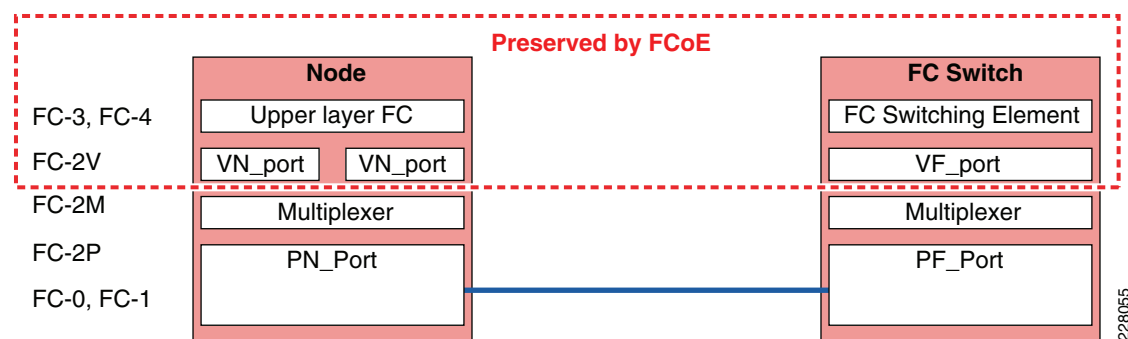 Preserved by FCoE
Node FC Switch
FC-3, FC-4 Upper layer FC FC Switching Element
FC-2V VN_port VN_port VF_port
FC-2M Multiplexer Multiplexer
FC-2P PN_Port PF_Port
FC-0, FC-1
228055